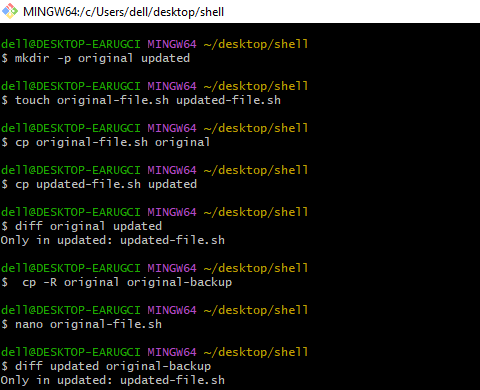 MINGW64:/c/Users/dell/desktop/shell
dell@DESKTOP-EARUGCI MINGW64 ~/desktop/shell
$ mkdir -p original updated
dell@DESKTOP-EARUGCI MINGW64 ~/desktop/shell
$ touch original-file.sh updated-file.sh
dell@DESKTOP-EARUGCI MINGW64 ~/desktop/shell
$ cp original-file.sh original
dell@DESKTOP-EARUGCI MINGW64 ~/desktop/shell
$ cp updated-file.sh updated
dell@DESKTOP-EARUGCI MINGW64 ~/desktop/shell
$ diff original updated
Only in updated: updated-file.sh
dell@DESKTOP-EARUGCI MINGW64 ~/desktop/shell
$  cp -R original original-backup
dell@DESKTOP-EARUGCI MINGW64 ~/desktop/shell
$ nano original-file.sh
dell@DESKTOP-EARUGCI MINGW64 ~/desktop/shell
$ diff updated original-backup
Only in updated: updated-file.sh